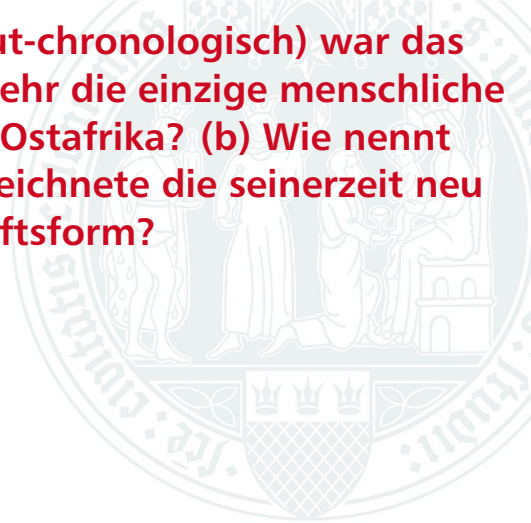 ut-chronologisch) war das
ehr die einzige menschliche
Ostafrika? (b) Wie nennt
eichnete die seinerzeit neu
ftsform?